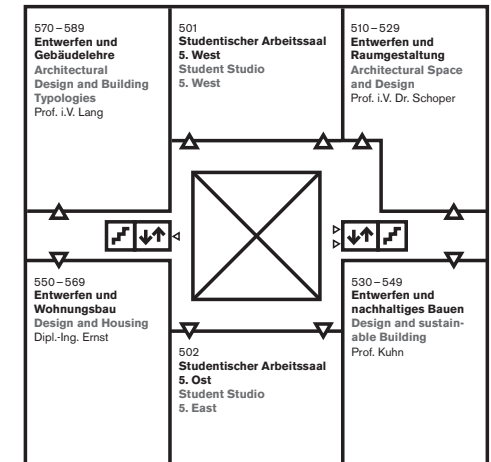 570–589
Entwerfen und
Gebäudelehre
Architectural
Design and Building
Typologies
Prof. i.V. Lang
501
Studentischer Arbeitssaal
5. West
Student Studio
5. West
510–529
Entwerfen und
Raumgestaltung
Architectural Space
and Design
Prof. i.V. Dr. Schoper
550–569
Entwerfen und
Wohnungsbau
Design and Housing
Dipl.-Ing. Ernst
502
Studentischer Arbeitssaal
5. Ost
Student Studio
5. East
530–549
Entwerfen und
nachhaltiges Bauen
Design and sustain-
able Building
Prof. Kuhn